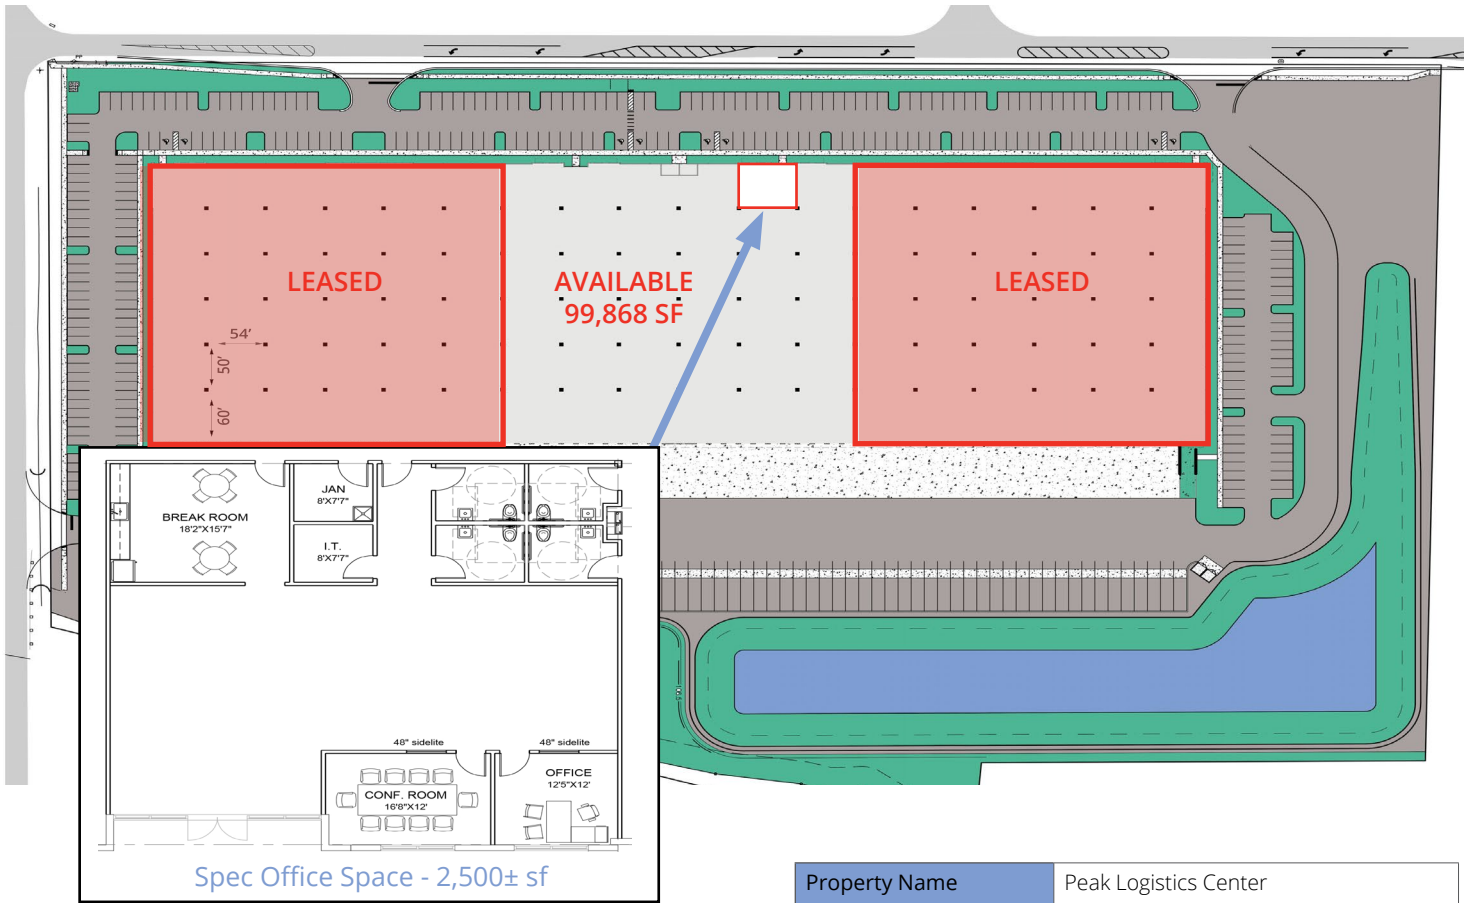 LEASED
AVAILABLE
99,868 SF
LEASED
54'
50'
60'
BREAK ROOM
18'2"X15'7"
JAN
8'X7'7"
I.T.
8'X7'7"
48" sidelite
48" sidelite
CONF. ROOM
16'8"X12'
OFFICE
12'5"X12'
Spec Office Space - 2,500± sf
Property Name
Peak Logistics Center